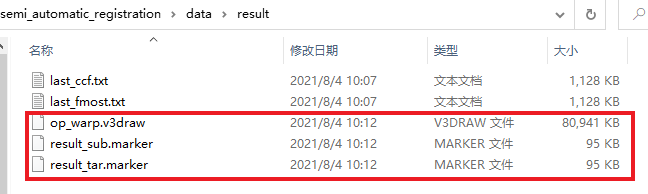 semi_automatic_registration > data > result
名称 修改日期 类型 大小
last_ccf.txt 2021/8/4 10:07 文本文档 1,128 KB
last_fmost.txt 2021/8/4 10:07 文本文档 1,128 KB
op_warp.v3draw 2021/8/4 10:12 V3DRAW 文件 80,941 KB
result_sub.marker 2021/8/4 10:12 MARKER 文件 95 KB
result_tar.marker 2021/8/4 10:12 MARKER 文件 95 KB